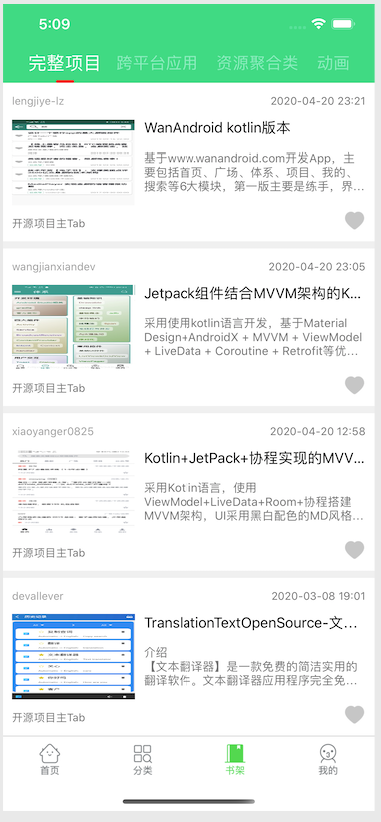 5:09
完整项目 跨平台应用 资源聚合类 动画
lengjiye-lz 2020-04-20 23:21
WanAndroid kotlin版本
基于www.wanandroid.com开发App，主
要包括首页、广场、体系、项目、我的、
搜索等6大模块，第一版主要是练手，界...
开源项目主Tab
wangjianxiandev 2020-04-20 23:05
Jetpack组件结合MVVM架构的K...
采用使用kotlin语言开发，基于Material
Design+AndroidX + MVVM + ViewModel
+ LiveData + Coroutine + Retrofit等优...
开源项目主Tab
xiaoyanger0825 2020-04-20 12:58
Kotlin+JetPack+协程实现的MVV...
采用Kotlin语言，使用
ViewModel+LiveData+Room+协程搭建
MVVM架构，UI采用黑白配色的MD风格...
开源项目主Tab
devallever 2020-03-08 19:01
TranslationTextOpenSource-文...
介绍
【文本翻译器】是一款免费的简洁实用的
翻译软件。文本翻译器应用程序完全免...
开源项目主Tab
首页 分类 书架 我的